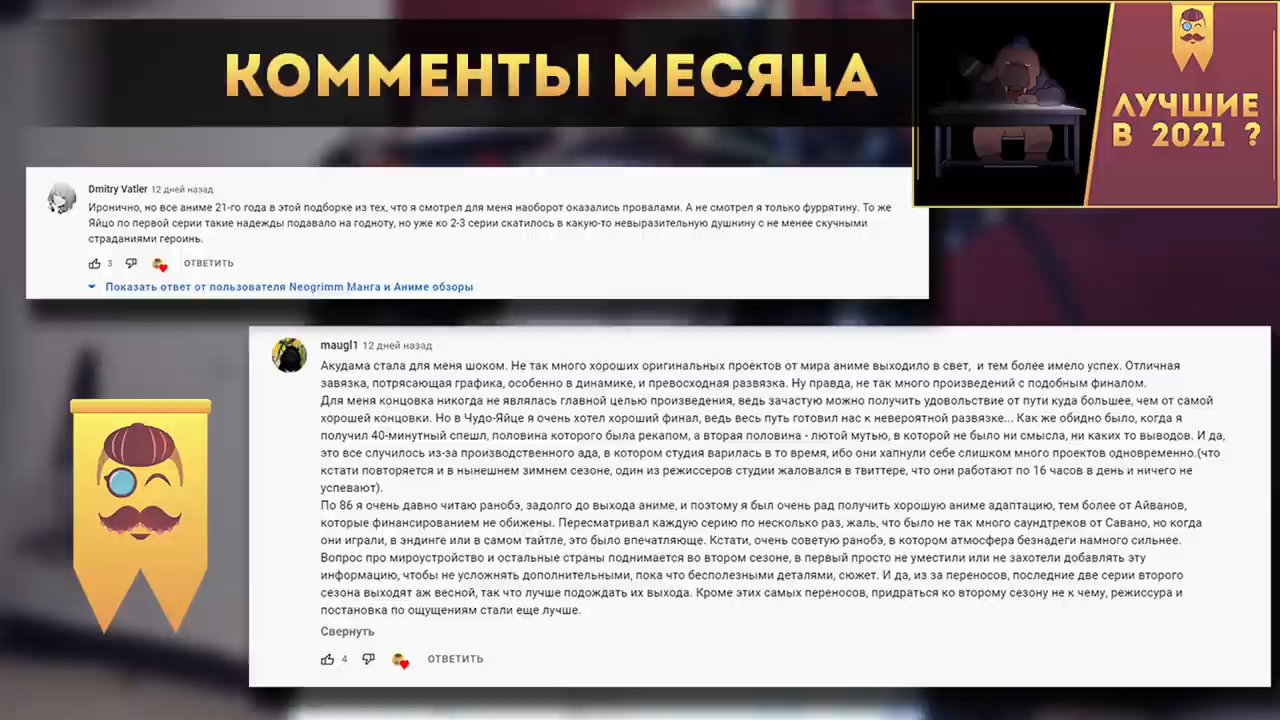 КОММЕНТЫ МЕСЯЦА
ЛУЧШИЕ
В 2021 ?
Dmitry Vatler 12 дней назад
Иронично, но все аниме 21-го года в этой подборке из тех, что я смотрел для меня наоборот оказались провалами. А не смотрел я только фуррятину. То же
Яйцо по первой серии такие надежды подавало на годноту, но уже ко 2-3 серии скатилось в какую-то невыразительную душнину с не менее скучными
страданиями героинь.
3 ОТВЕТИТЬ
Показать ответ от пользователя Neogrimm Манга и Аниме обзоры
maugl1 12 дней назад
Акудама стала для меня шоком. Не так много хороших оригинальных проектов от мира аниме выходило в свет, и тем более имело успех. Отличная
завязка, потрясающая графика, особенно в динамике, и превосходная развязка. Ну правда, не так много произведений с подобным финалом.
Для меня концовка никогда не являлась главной целью произведения, ведь зачастую можно получить удовольствие от пути куда большее, чем от самой
хорошей концовки. Но в Чудо-Яйце я очень хотел хороший финал, ведь весь путь готовил нас к невероятной развязке... Как же обидно было, когда я
получил 40-минутный спешл, половина которого была рекапом, а вторая половина - лютой мутью, в которой не было ни смысла, ни каких то выводов. И да,
это все случилось из-за производственного ада, в котором студия варилась в то время, ибо они хапнули себе слишком много проектов одновременно.(что
кстати повторяется и в нынешнем зимнем сезоне, один из режиссеров студии жаловался в твиттере, что они работают по 16 часов в день и ничего не
успевают).
По 86 я очень давно читаю ранобэ, задолго до выхода аниме, и поэтому я был очень рад получить хорошую аниме адаптацию, тем более от Айванов,
которые финансированием не обижены. Пересматривал каждую серию по несколько раз, жаль, что было не так много саундтреков от Савано, но когда
они играли, в эндинге или в самом тайтле, это было впечатляюще. Кстати, очень советую ранобэ, в котором атмосфера безнадеги намного сильнее.
Вопрос про мироустройство и остальные страны поднимается во втором сезоне, в первый просто не уместили или не захотели добавлять эту
информацию, чтобы не усложнять дополнительными, пока что бесполезными деталями, сюжет. И да, из за переносов, последние две серии второго
сезона выходят аж весной, так что лучше подождать их выхода. Кроме этих самых переносов, придраться ко второму сезону не к чему, режиссура и
постановка по ощущениям стали еще лучше.
Свернуть
4 ОТВЕТИТЬ